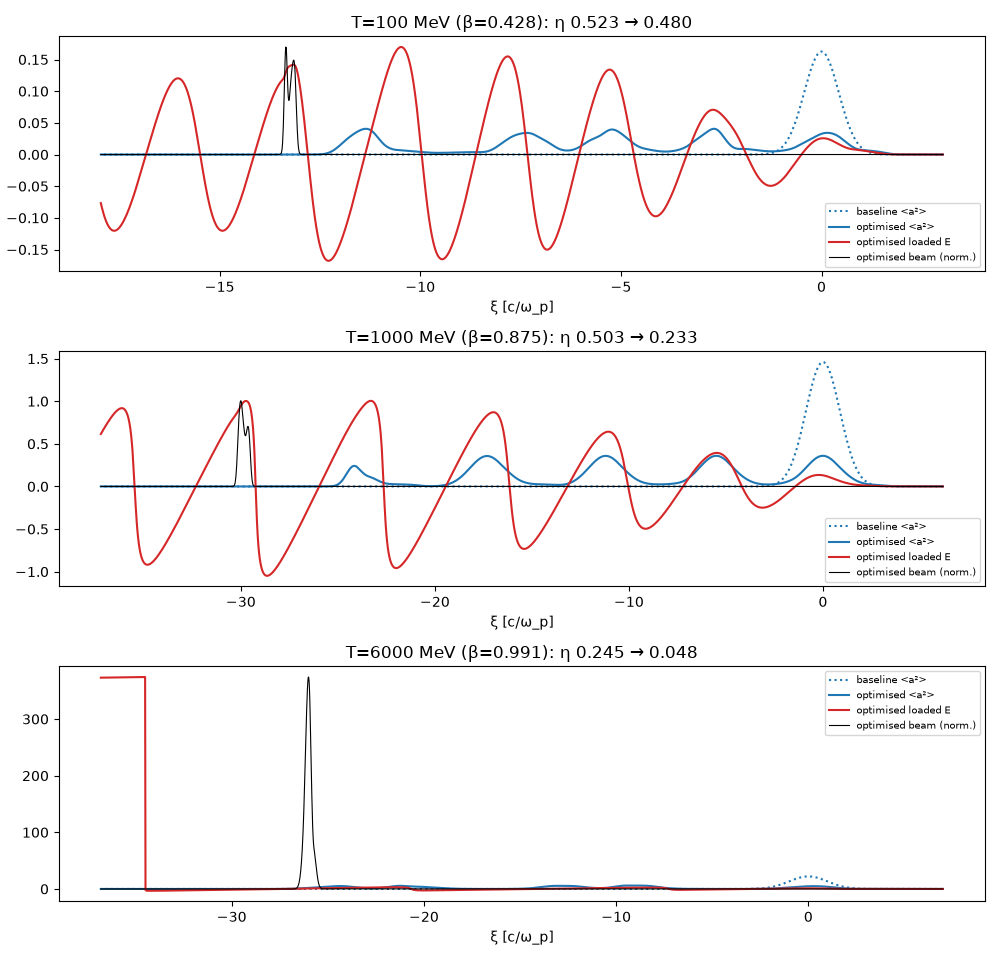 T=100 MeV (β=0.428): η 0.523 → 0.480
0.15
0.10
0.05
0.00
−0.05
−0.10
−0.15
baseline <a²>
optimised <a²>
optimised loaded E
optimised beam (norm.)
−15
−10
−5
0
ξ [c/ω_p]
T=1000 MeV (β=0.875): η 0.503 → 0.233
1.5
1.0
0.5
0.0
−0.5
−1.0
baseline <a²>
optimised <a²>
optimised loaded E
optimised beam (norm.)
−30
−20
−10
0
ξ [c/ω_p]
T=6000 MeV (β=0.991): η 0.245 → 0.048
baseline <a²>
optimised <a²>
optimised loaded E
optimised beam (norm.)
300
200
100
0
−30
−20
−10
0
ξ [c/ω_p]